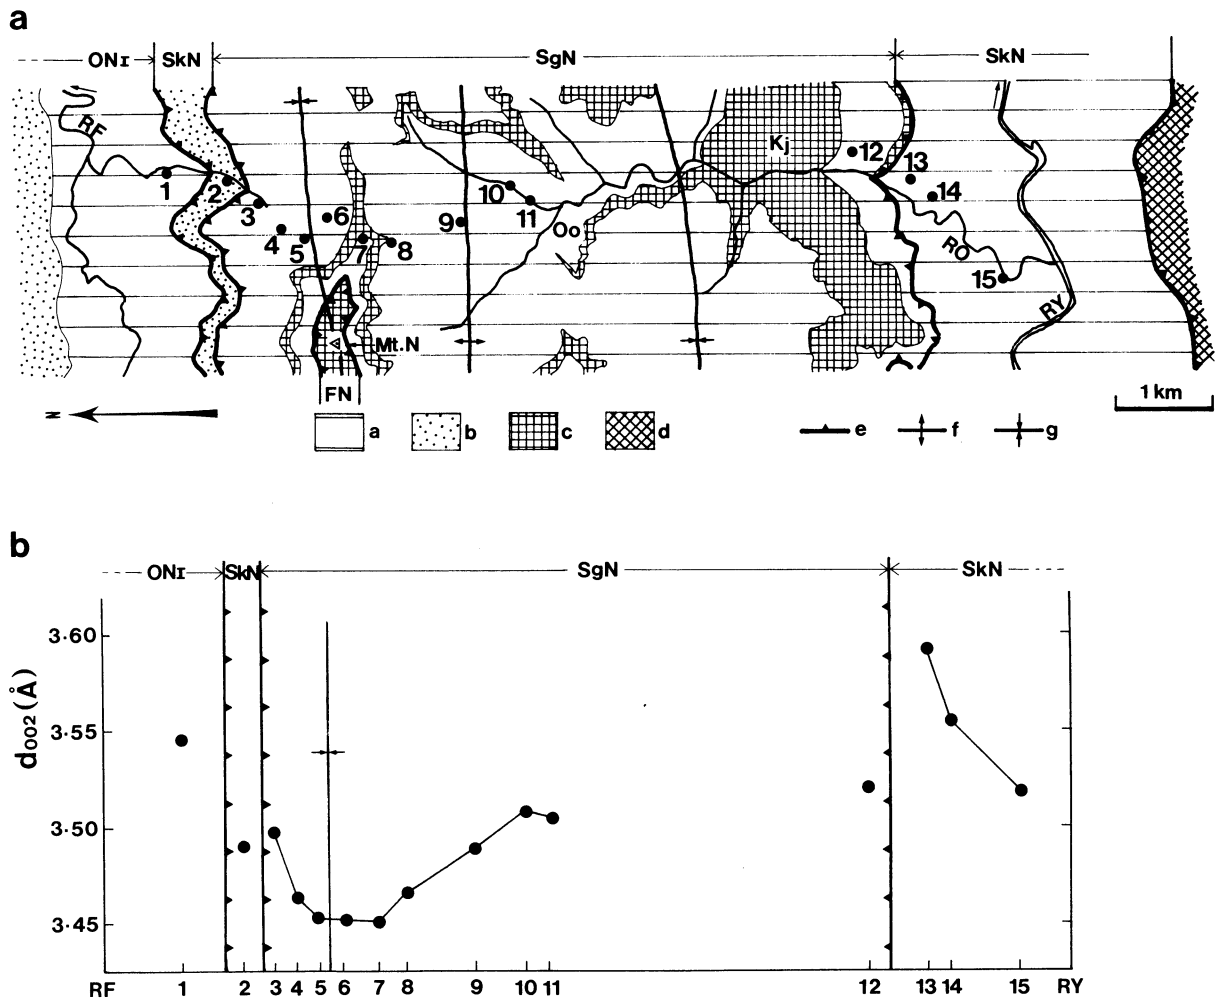 a
ONI SkN SgN SkN
RF
Kj
12
13
1
2
14
10
3
11
6
9
4
5
7
8
Oo
RO
15
RY
Mt.N
FN
1 km
N
a b c d e f g
b
ONI SkN SgN SkN
3·60
3·55
3·50
3·45
d002(Å)
RF 1 2 3 4 5 6 7 8 9 10 11 12 13 14 15 RY